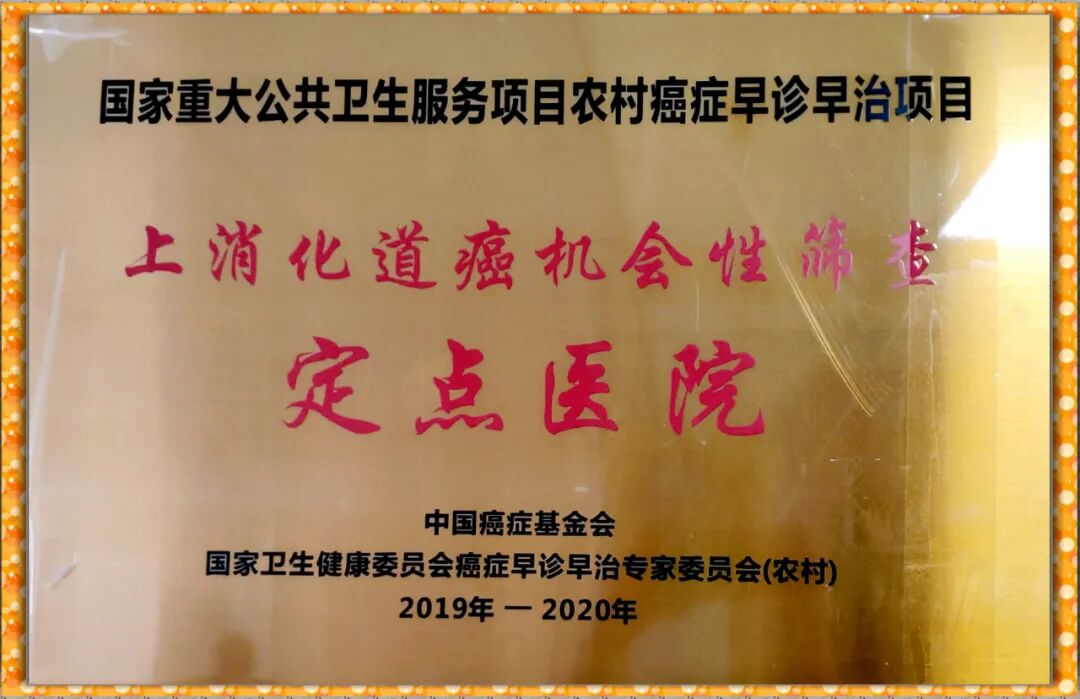 国家重大公共卫生服务项目农村癌症早诊早治项目
上消化道癌机会性筛查
定点医院
中国癌症基金会
国家卫生健康委员会癌症早诊早治专家委员会(农村)
2019年 一 2020年